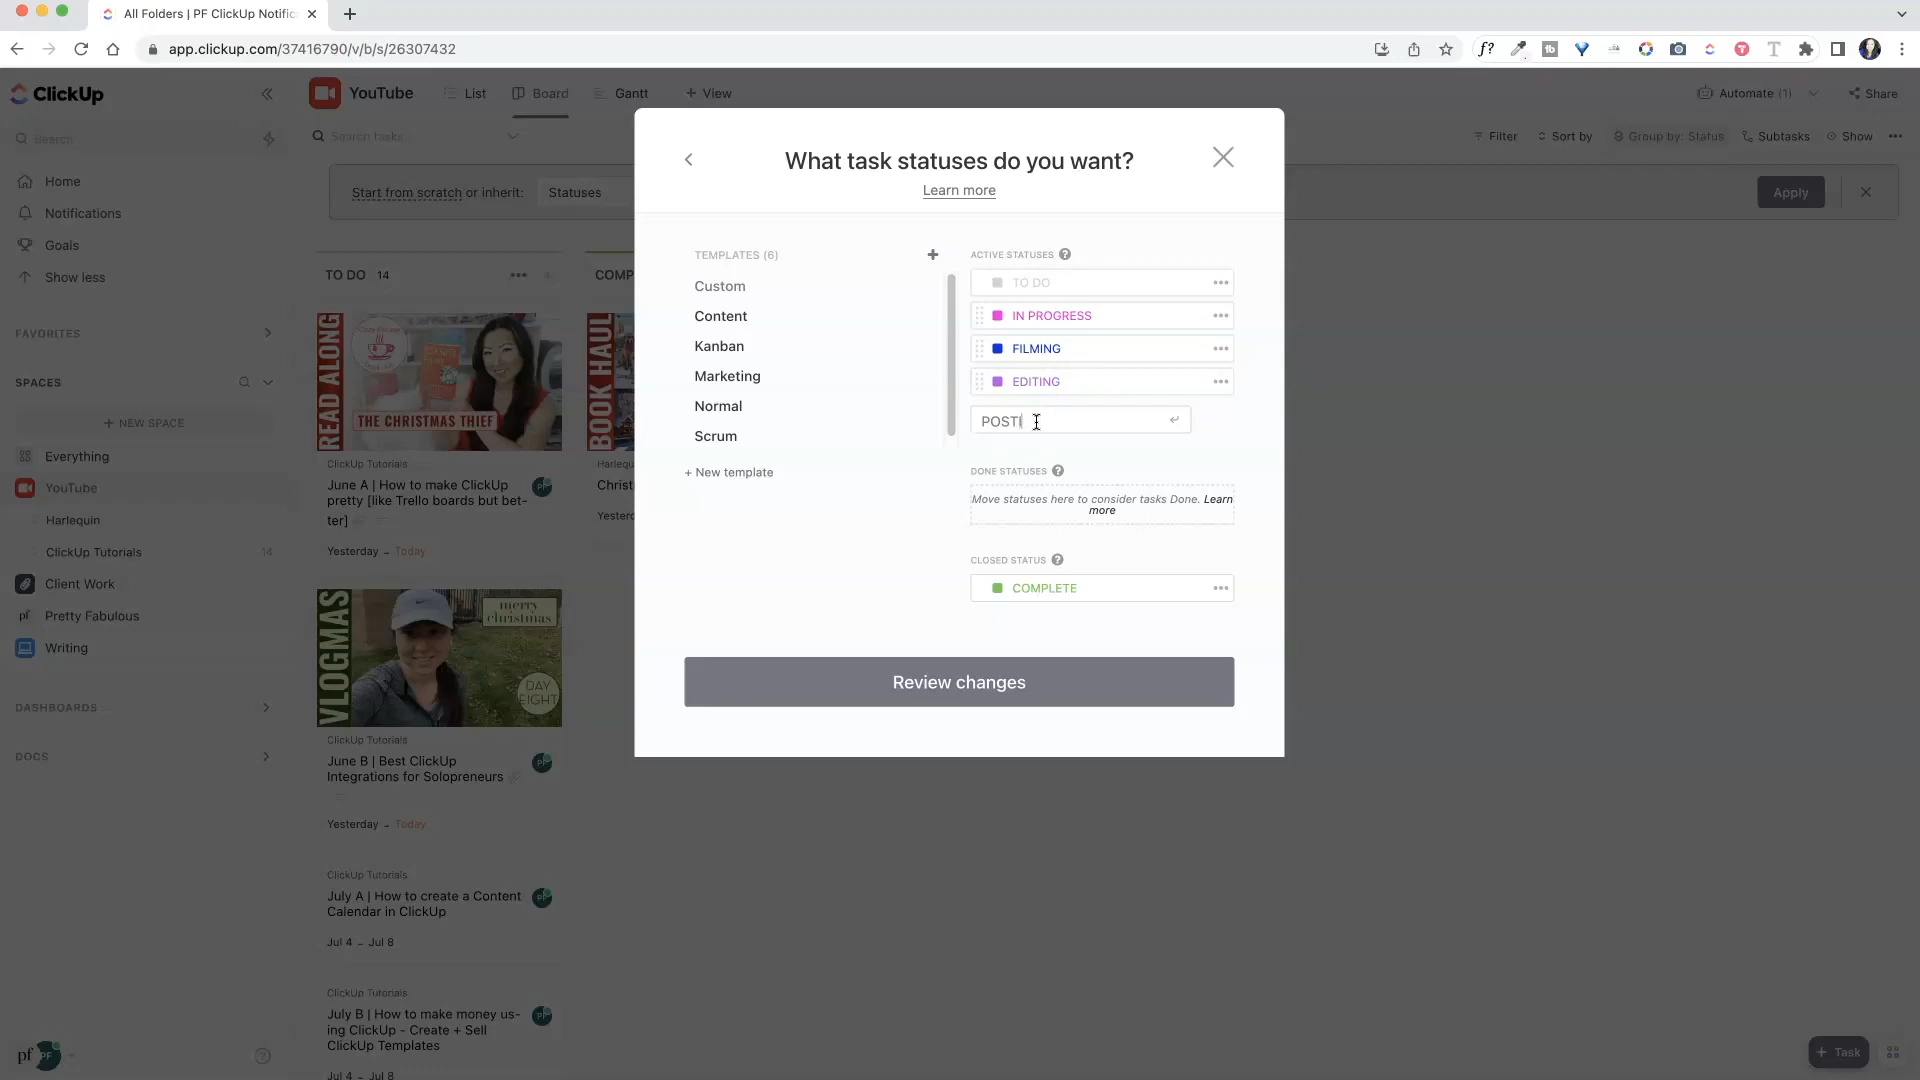 All Folders | PF ClickUp Notific
app.clickup.com/37416790/v/b/s/26307432
ClickUp
YouTube
List
Board
Gantt
+ View
Automate (1)
Share
Search
Search tasks...
Filter
Sort by
Group by: Status
Subtasks
Show
Start from scratch or inherit:
Statuses
Apply
Home
Notifications
Goals
Show less
FAVORITES
SPACES
+ NEW SPACE
Everything
YouTube
Harlequin
ClickUp Tutorials 14
Client Work
pf Pretty Fabulous
Writing
DASHBOARDS
DOCS
pf PF
TO DO 14
COMP
READ ALONG
THE CHRISTMAS THIEF
BOOK HAUL
ClickUp Tutorials
June A | How to make ClickUp
pretty [like Trello boards but bet-
ter]
Yesterday - Today
Harlequ
Christ
Yester
VLOGMAS
merry
christmas
DAY
EIGHT
ClickUp Tutorials
June B | Best ClickUp
Integrations for Solopreneurs
Yesterday - Today
ClickUp Tutorials
July A | How to create a Content
Calendar in ClickUp
Jul 4 - Jul 8
ClickUp Tutorials
July B | How to make money us-
ing ClickUp - Create + Sell
ClickUp Templates
Jul 4 - Jul 8
What task statuses do you want?
Learn more
TEMPLATES (6)
Custom
Content
Kanban
Marketing
Normal
Scrum
+ New template
ACTIVE STATUSES
TO DO
IN PROGRESS
FILMING
EDITING
POSTI
DONE STATUSES
Move statuses here to consider tasks Done. Learn
more
CLOSED STATUS
COMPLETE
Review changes
+ Task